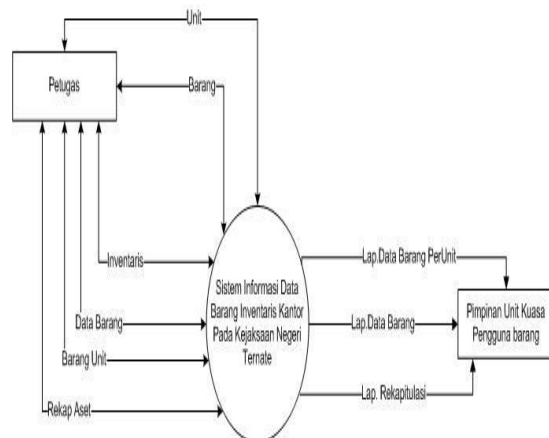 Unit
Petugas
Barang
Inventaris
Data Barang
Barang Unit
Rekap Aset
Sistem Informasi Data
Barang Inventaris Kantor
Pada Kejaksaan Negeri
Ternate
Lap.Data Barang PerUnit
Lap.Data Barang
Lap. Rekapitulasi
Pimpinan Unit Kuasa
Pengguna barang